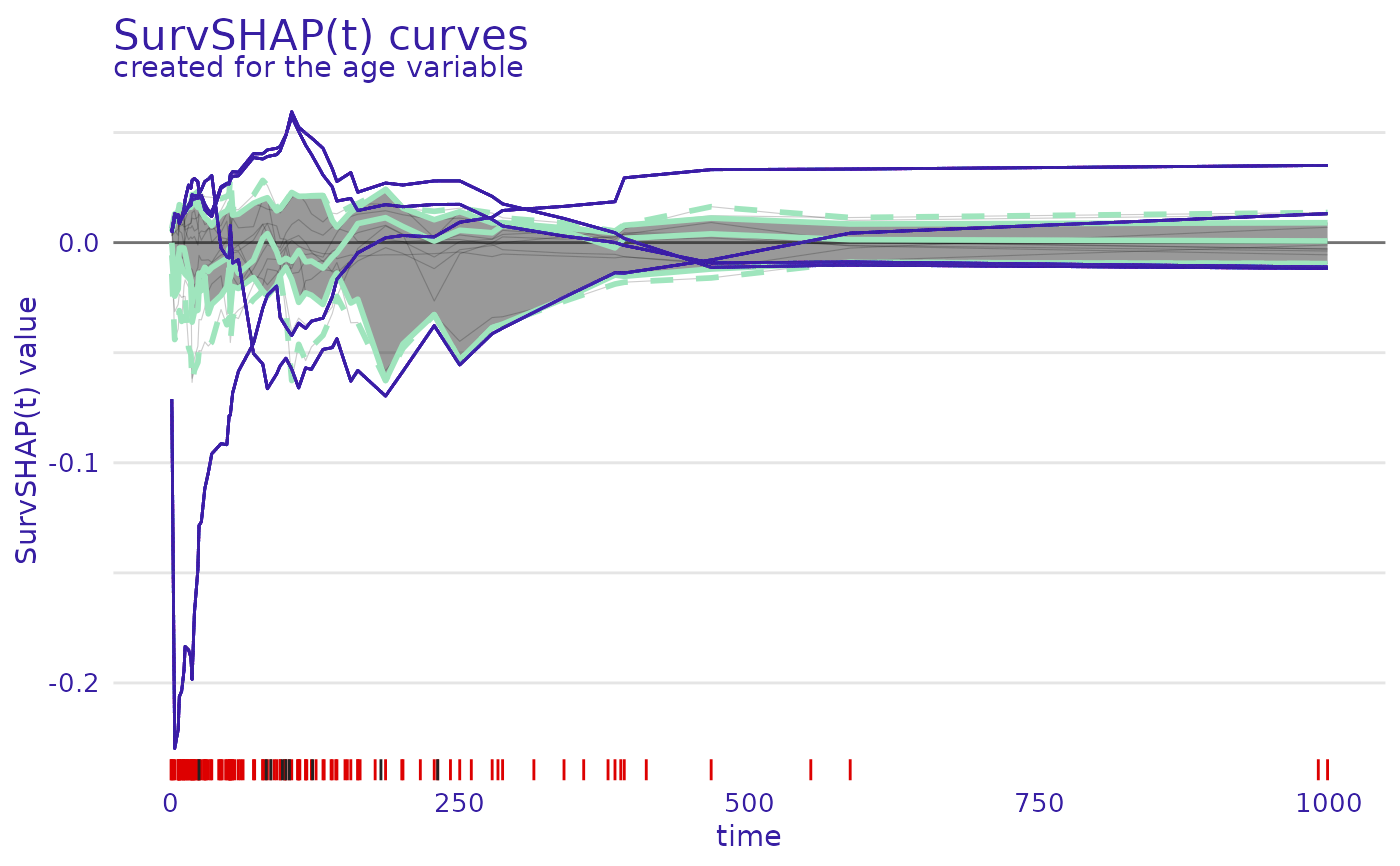 SurvSHAP(t) curves
created for the age variable
SurvSHAP(t) value
0.0
-0.1
-0.2
0
250
500
750
1000
time